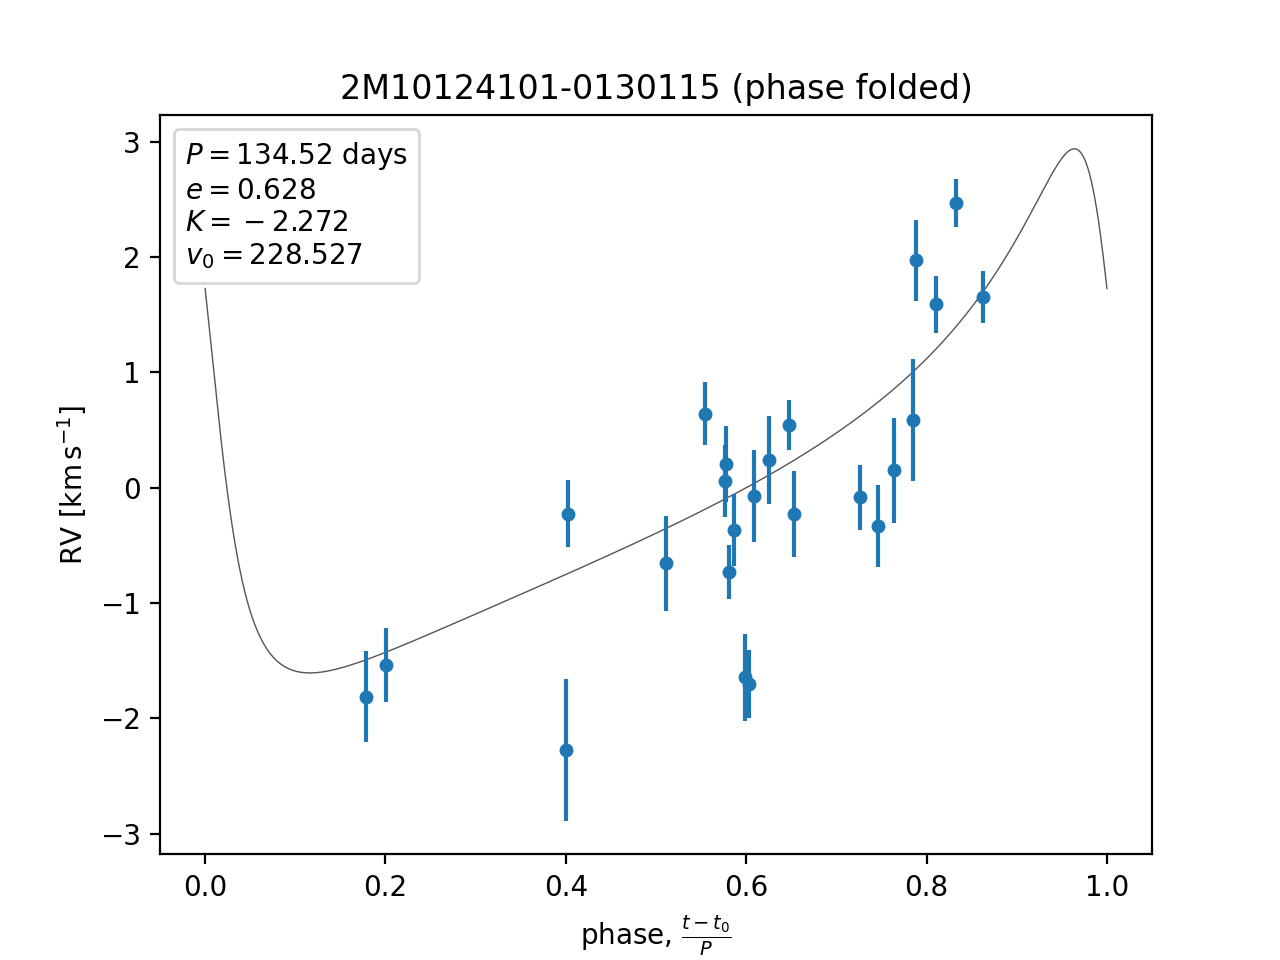 2M10124101-0130115 (phase folded)
P = 134.52 days
e = 0.628
K = −2.272
v₀ = 228.527
3
2
1
0
−1
−2
−3
RV [km s⁻¹]
0.0 0.2 0.4 0.6 0.8 1.0
phase, (t − t₀)/P